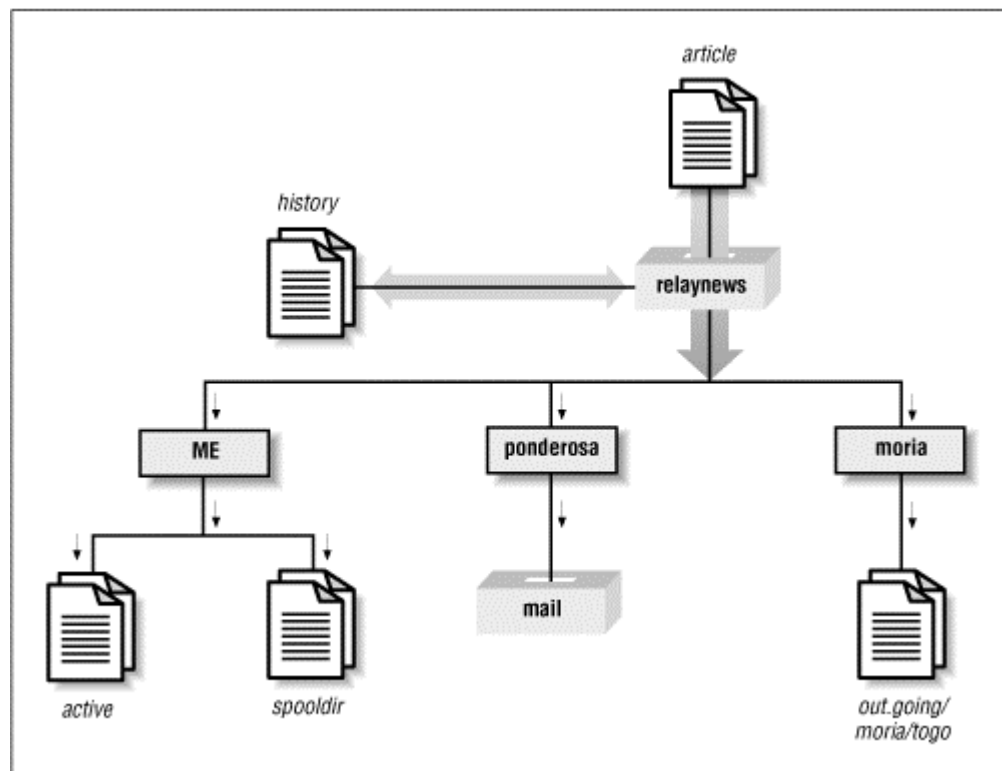 article
history
relaynews
ME
ponderosa
moria
mail
active
spooldir
out.going/
moria/togo